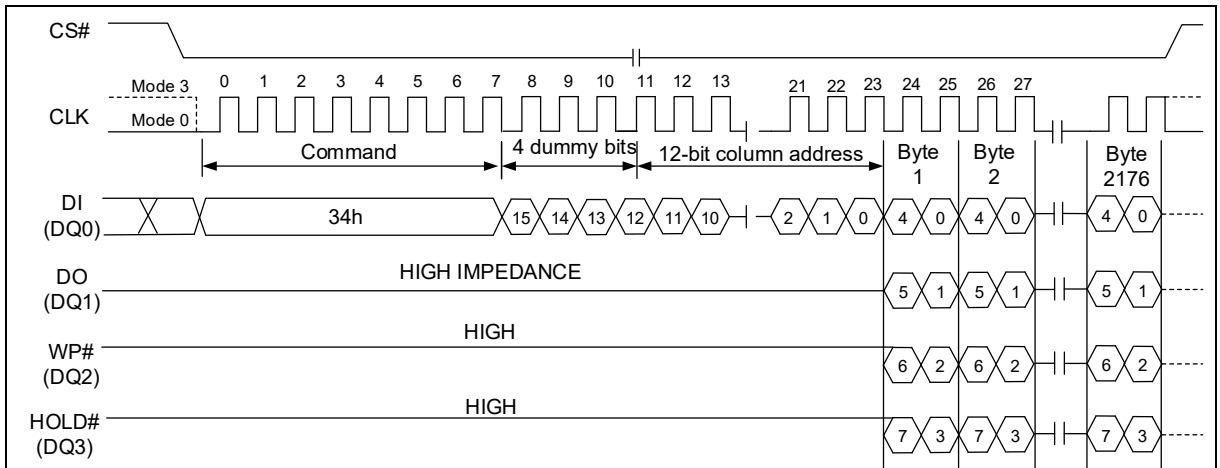 CS#
0 1 2 3 4 5 6 7 8 9 10 11 12 13 21 22 23 24 25 26 27
Mode 3
CLK
Mode 0
Command 4 dummy bits 12-bit column address Byte 1 Byte 2 Byte 2176
DI
(DQ0)
34h 15 14 13 12 11 10 2 1 0 4 0 4 0 4 0
HIGH IMPEDANCE
DO
(DQ1)
5 1 5 1 5 1
HIGH
WP#
(DQ2)
6 2 6 2 6 2
HIGH
HOLD#
(DQ3)
7 3 7 3 7 3